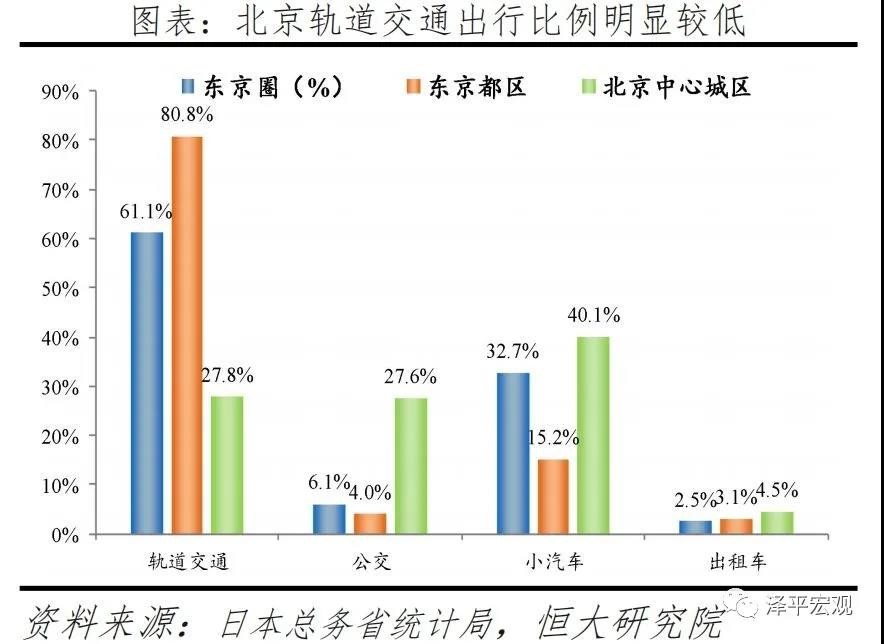 图表：北京轨道交通出行比例明显较低
东京圈（%） 东京都区 北京中心城区
90%
80%
70%
60%
50%
40%
30%
20%
10%
0%
61.1% 80.8% 27.8%
6.1% 4.0% 27.6%
32.7% 15.2% 40.1%
2.5% 3.1% 4.5%
轨道交通 公交 小汽车 出租车
资料来源：日本总务省统计局，恒大研究院
泽平宏观